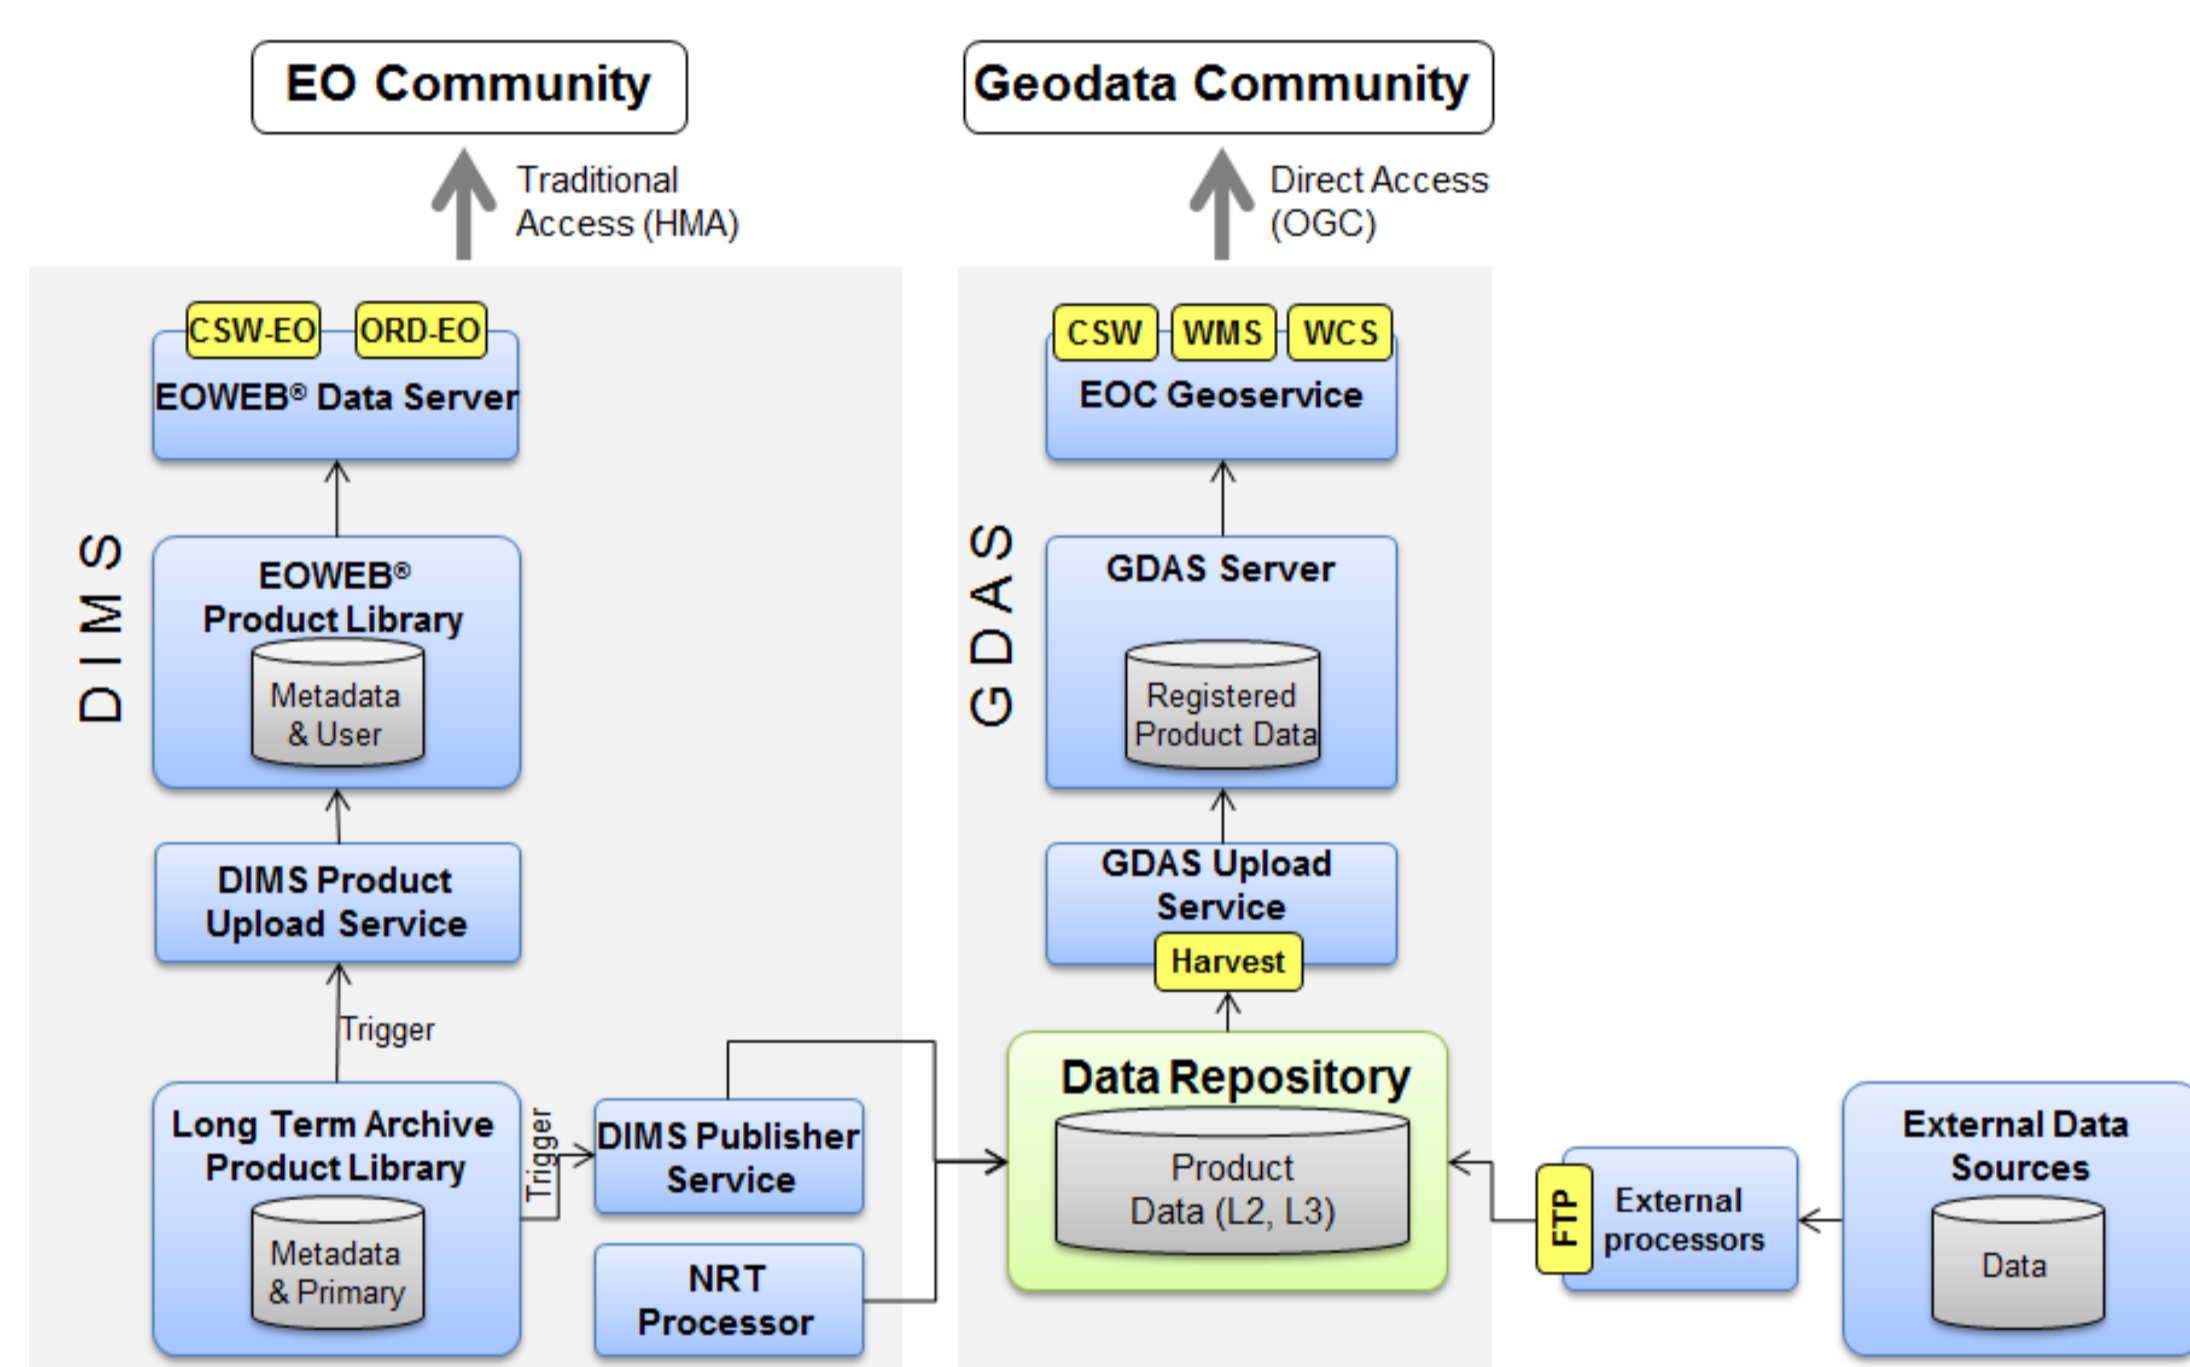 EO Community
Geodata Community
Traditional
Access (HMA)
Direct Access
(OGC)
CSW-EO
ORD-EO
EOWEB® Data Server
CSW
WMS
WCS
EOC Geoservice
DIMS
EOWEB®
Product Library
Metadata
& User
GDAS
GDAS Server
Registered
Product Data
DIMS Product
Upload Service
GDAS Upload
Service
Harvest
Trigger
Long Term Archive
Product Library
Metadata
& Primary
Trigger
DIMS Publisher
Service
NRT
Processor
Data Repository
Product
Data (L2, L3)
FTP
External
processors
External Data
Sources
Data